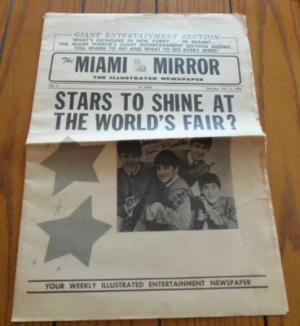 GIANT ENTERTAINMENT SECTION
WHAT'S SWINGING IN NEW YORK? ... IN MIAMI?
THE MIAMI MIRROR'S GIANT ENTERTAINMENT SECTION SHOWS
YOU WHERE TO GO AND WHAT TO DO EVERY WEEK!
The MIAMI MIRROR
THE ILLUSTRATED NEWSPAPER
STARS TO SHINE AT
THE WORLD'S FAIR?
YOUR WEEKLY ILLUSTRATED ENTERTAINMENT NEWSPAPER